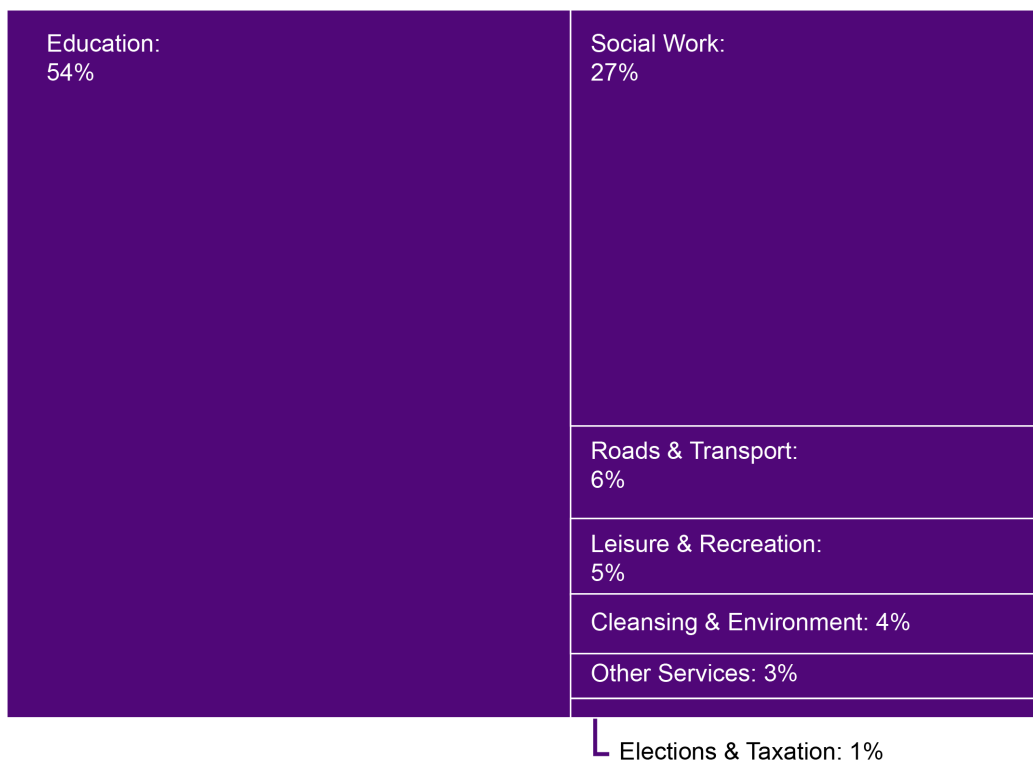 Education:
54%
Social Work:
27%
Roads & Transport:
6%
Leisure & Recreation:
5%
Cleansing & Environment: 4%
Other Services: 3%
Elections & Taxation: 1%